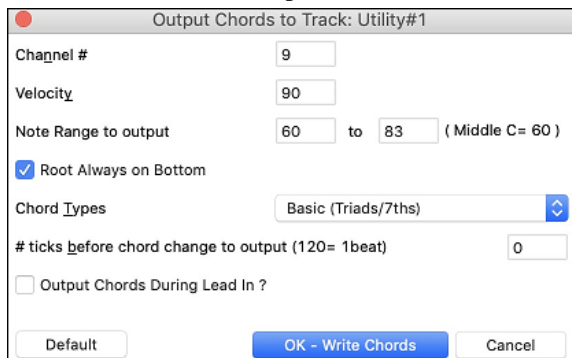 Output Chords to Track: Utility#1
Channel # 9
Velocity 90
Note Range to output 60 to 83 ( Middle C= 60 )
Root Always on Bottom
Chord Types Basic (Triads/7ths)
# ticks before chord change to output (120= 1beat) 0
Output Chords During Lead In ?
Default OK - Write Chords Cancel